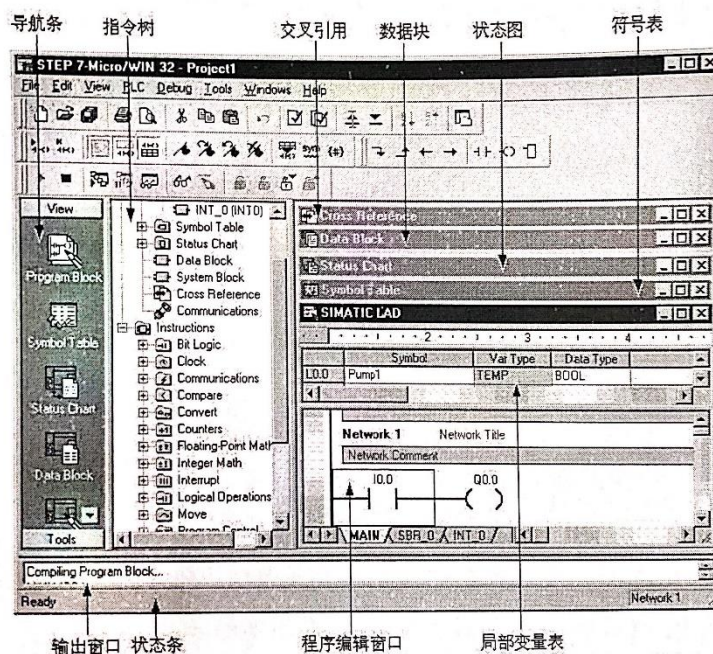 导航条 指令树 交叉引用 数据块 状态图 符号表
STEP 7-Micro/WIN 32 - Project1
File Edit View PLC Debug Tools Windows Help
View
Program Block
Symbol Table
Status Chart
Data Block
Tools
INT_0 (INT0)
Symbol Table
Status Chart
Data Block
System Block
Cross Reference
Communications
Instructions
Bit Logic
Clock
Communications
Compare
Convert
Counters
Floating-Point Math
Integer Math
Interrupt
Logical Operations
Move
Program Control
Cross Reference
Data Block
Status Chart
Symbol Table
SIMATIC LAD
2 3 4
Symbol Var Type Data Type
L0.0 Pump1 TEMP BOOL
Network 1 Network Title
Network Comment
I0.0 Q0.0
MAIN SBR_0 INT_0
Compiling Program Block...
Ready Network 1
输出窗口 状态条 程序编辑窗口 局部变量表